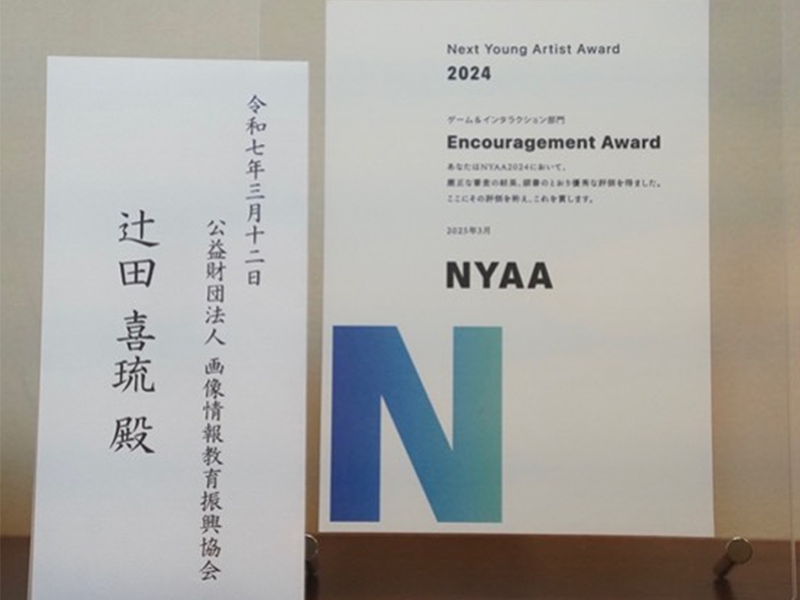 令和七年三月十二日
公益財団法人 画像情報教育振興協会
辻田 喜琉 殿
Next Young Artist Award
2024
ゲーム&インタラクション部門
Encouragement Award
あなたはNYAA2024において、
厳正な審査の結果、頭書のとおり優秀な評価を得ました。
ここにその評価を称え、これを賞します。
2025年3月
NYAA
N